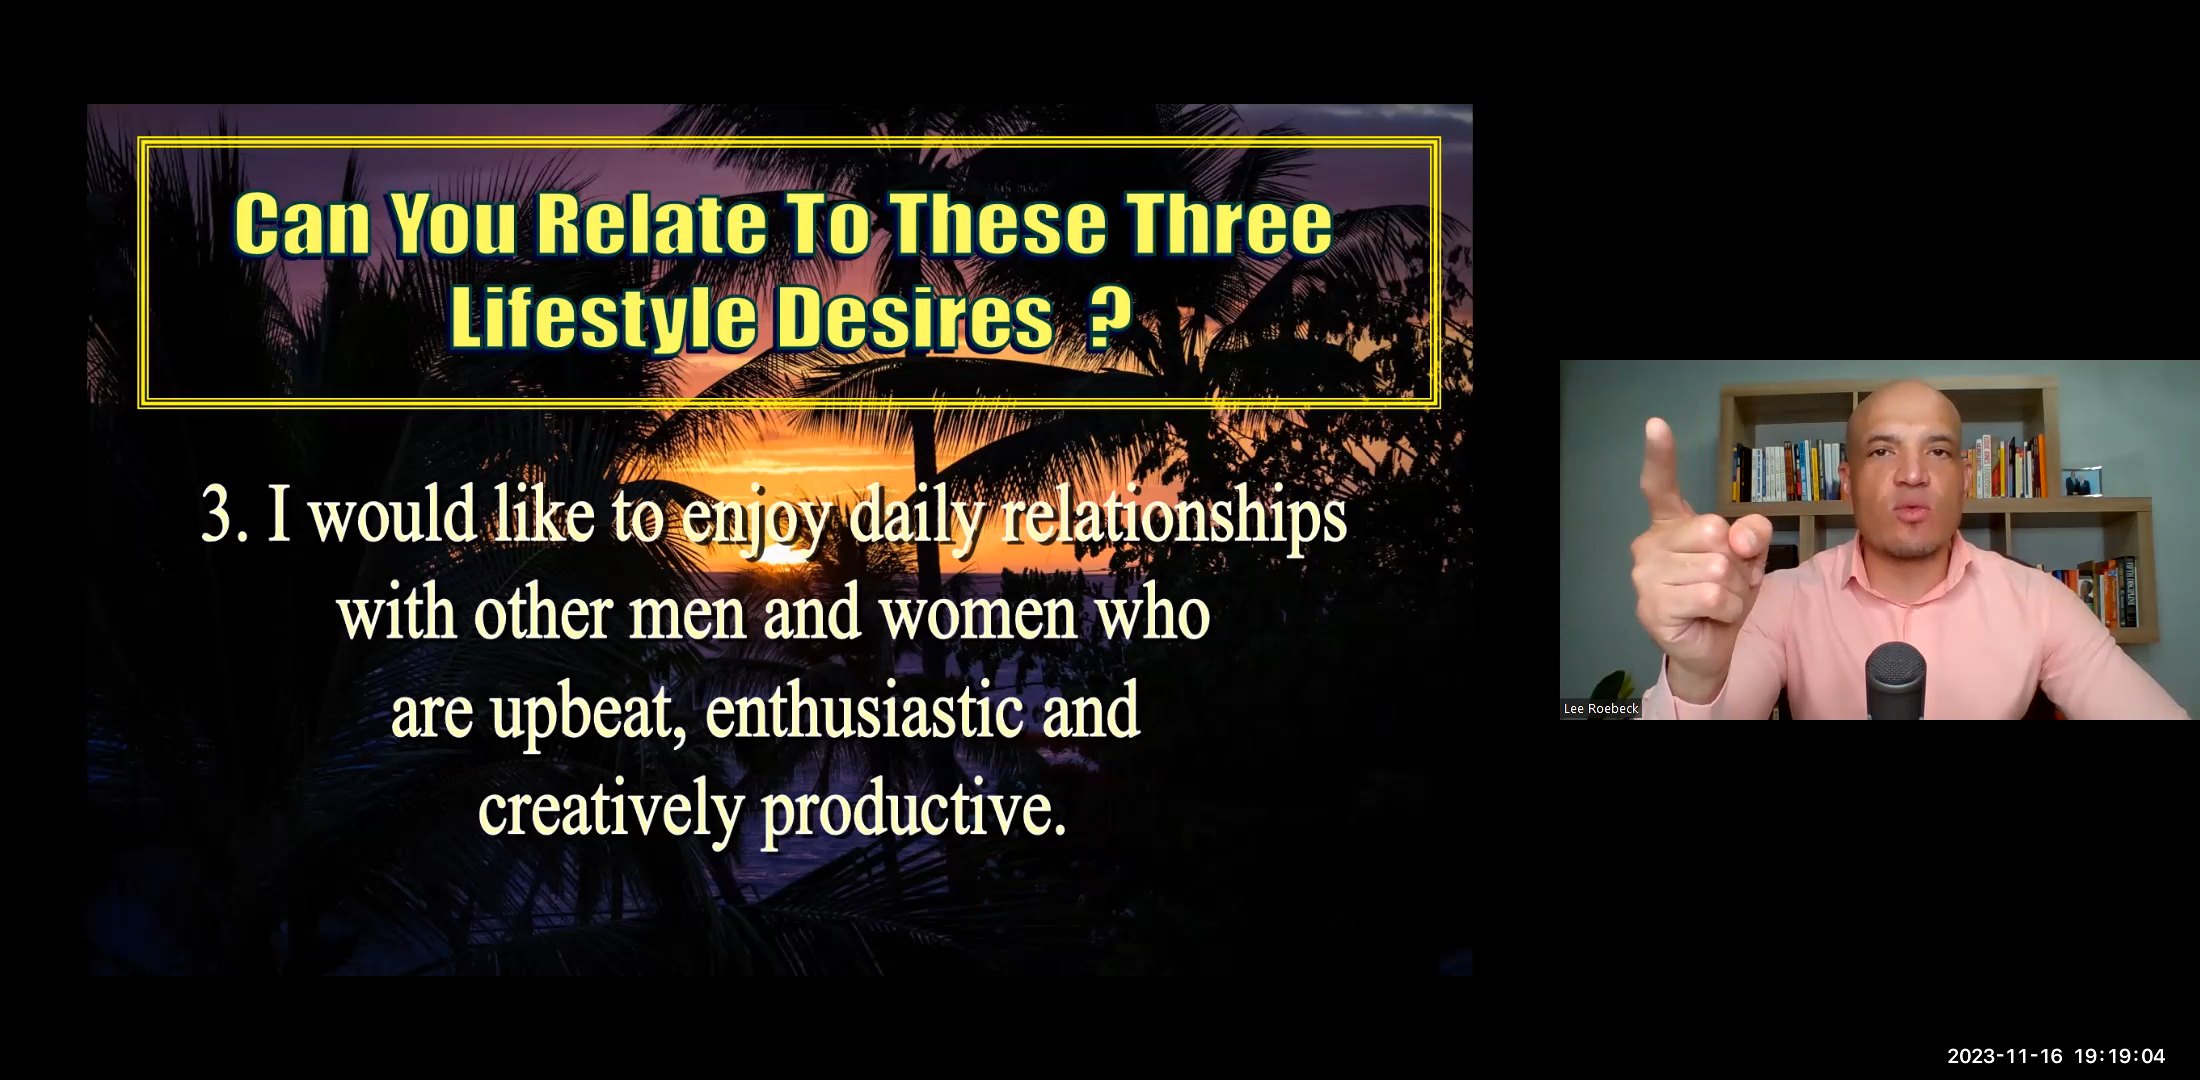 Can You Relate To These Three
Lifestyle Desires ?
3. I would like to enjoy daily relationships
with other men and women who
are upbeat, enthusiastic and
creatively productive.
Lee Roebeck
2023-11-16 19:19:04